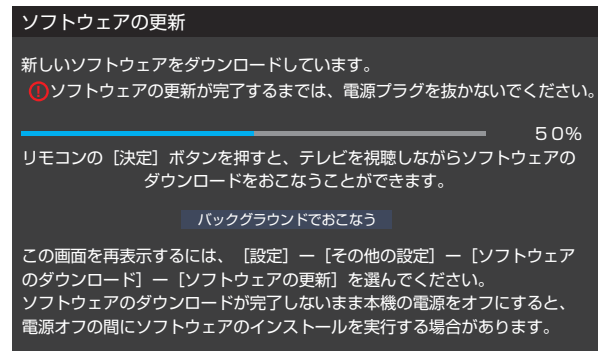 ソフトウェアの更新
新しいソフトウェアをダウンロードしています。
!ソフトウェアの更新が完了するまでは、電源プラグを抜かないでください。
50%
リモコンの［決定］ボタンを押すと、テレビを視聴しながらソフトウェアの
ダウンロードをおこなうことができます。
バックグラウンドでおこなう
この画面を再表示するには、［設定］ー［その他の設定］ー［ソフトウェア
のダウンロード］ー［ソフトウェアの更新］を選んでください。
ソフトウェアのダウンロードが完了しないまま本機の電源をオフにすると、
電源オフの間にソフトウェアのインストールを実行する場合があります。